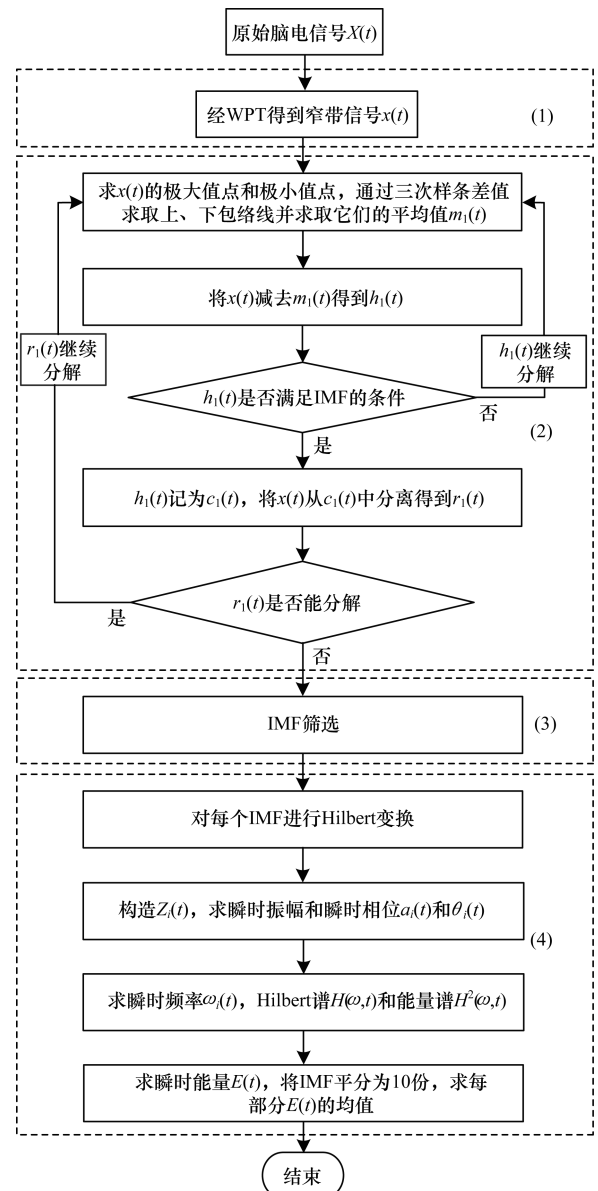 原始脑电信号X(t)
经WPT得到窄带信号x(t)
(1)
求x(t)的极大值点和极小值点，通过三次样条差值
求取上、下包络线并求取它们的平均值m₁(t)
将x(t)减去m₁(t)得到h₁(t)
r₁(t)继续
分解
h₁(t)继续
分解
h₁(t)是否满足IMF的条件
否
(2)
是
h₁(t)记为c₁(t)，将x(t)从c₁(t)中分离得到r₁(t)
r₁(t)是否能分解
是
否
IMF筛选
(3)
对每个IMF进行Hilbert变换
构造Zᵢ(t)，求瞬时振幅和瞬时相位aᵢ(t)和θᵢ(t)
(4)
求瞬时频率ωᵢ(t)，Hilbert谱H(ω,t)和能量谱H²(ω,t)
求瞬时能量E(t)，将IMF平分为10份，求每
部分E(t)的均值
结束